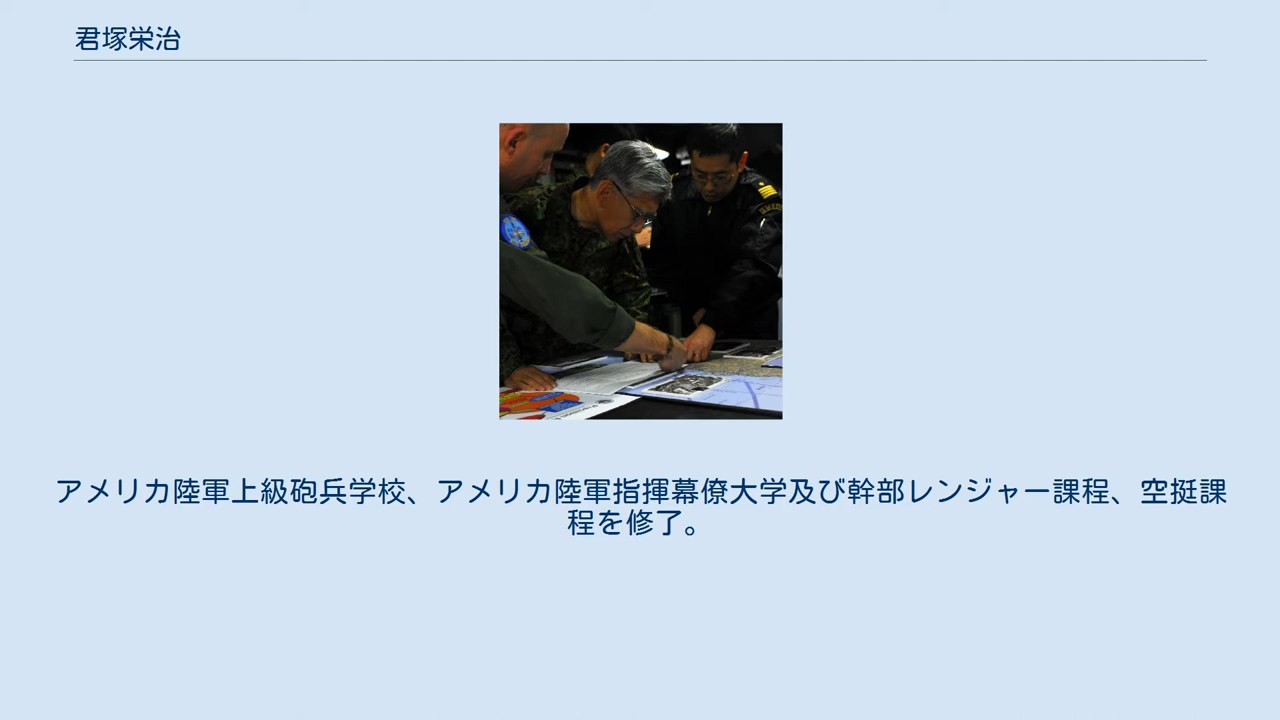 君塚栄治
アメリカ陸軍上級砲兵学校、アメリカ陸軍指揮幕僚大学及び幹部レンジャー課程、空挺課
程を修了。